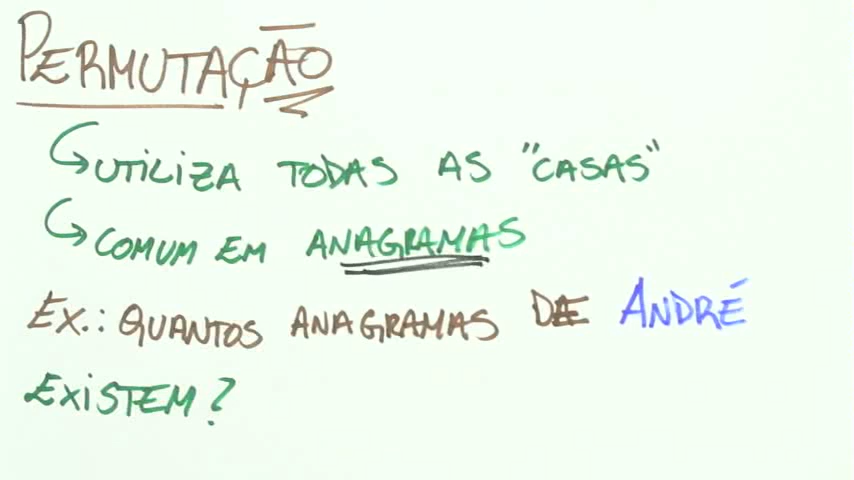 PERMUTAÇÃO
UTILIZA TODAS AS "CASAS"
COMUM EM ANAGRAMAS
EX.: QUANTOS ANAGRAMAS DE ANDRÉ
EXISTEM?